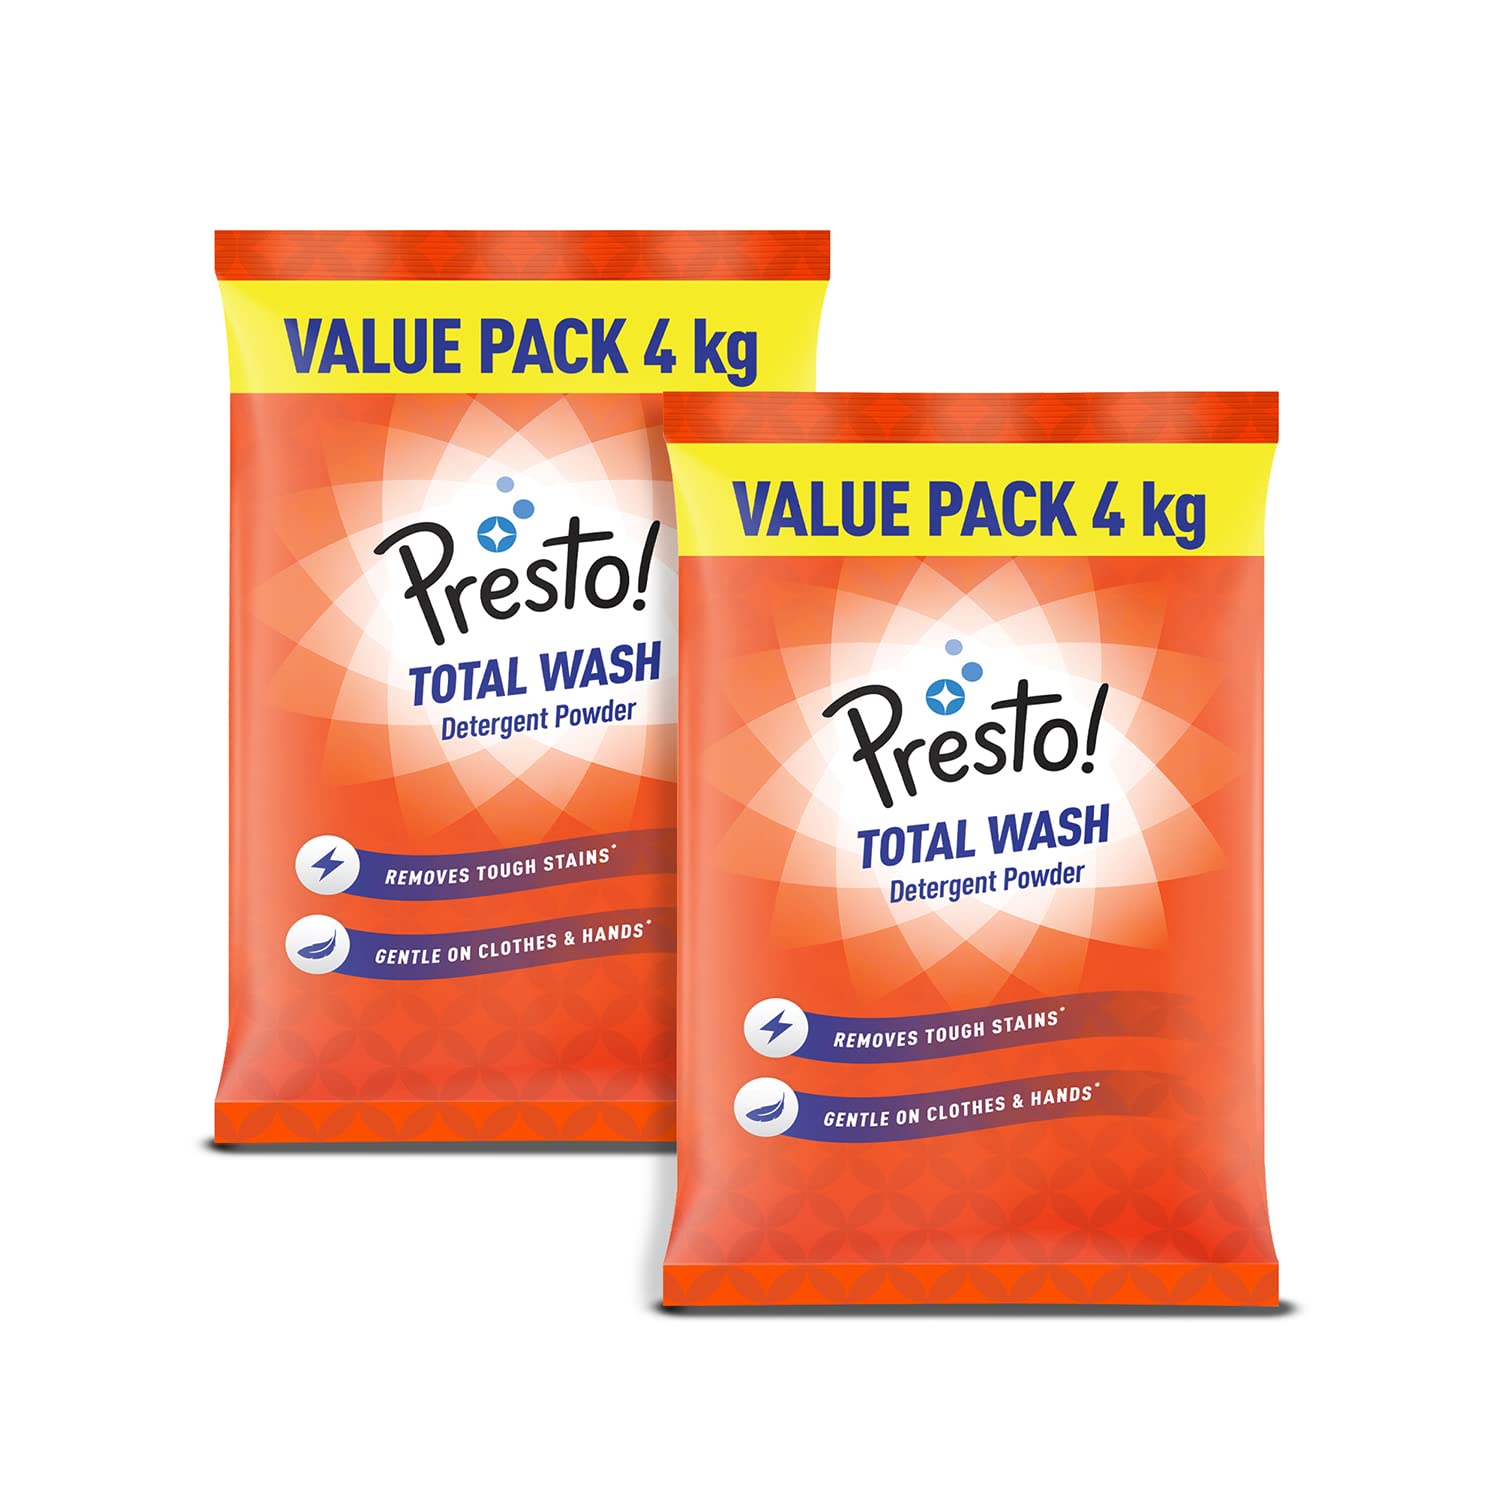 VALUE PACK 4 kg
Presto!
TOTAL WASH
Detergent Powder
REMOVES TOUGH STAINS*
GENTLE ON CLOTHES & HANDS*
VALUE PACK 4 kg
Presto!
TOTAL WASH
Detergent Powder
REMOVES TOUGH STAINS*
GENTLE ON CLOTHES & HANDS*